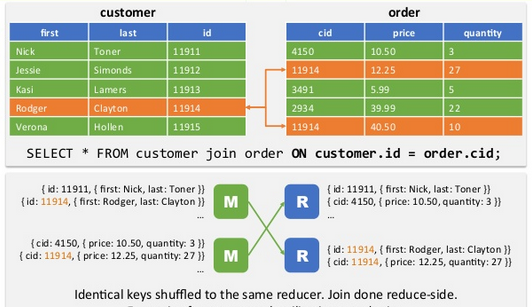 customer
order
first last id
cid price quantity
Nick Toner 11911
4150 10.50 3
Jessie Simonds 11912
11914 12.25 27
Kasi Lamers 11913
3491 5.99 5
Rodger Clayton 11914
2934 39.99 22
Verona Hollen 11915
11914 40.50 10
SELECT * FROM customer join order ON customer.id = order.cid;
{ id: 11911, { first: Nick, last: Toner }}
{ id: 11914, { first: Rodger, last: Clayton }}
...
M
R
{ id: 11911, { first: Nick, last: Toner }}
{ cid: 4150, { price: 10.50, quantity: 3 }}
...
{ cid: 4150, { price: 10.50, quantity: 3 }}
{ cid: 11914, { price: 12.25, quantity: 27 }}
...
M
R
{ id: 11914, { first: Rodger, last: Clayton }}
{ cid: 11914, { price: 12.25, quantity: 27 }}
...
Identical keys shuffled to the same reducer. Join done reduce-side.